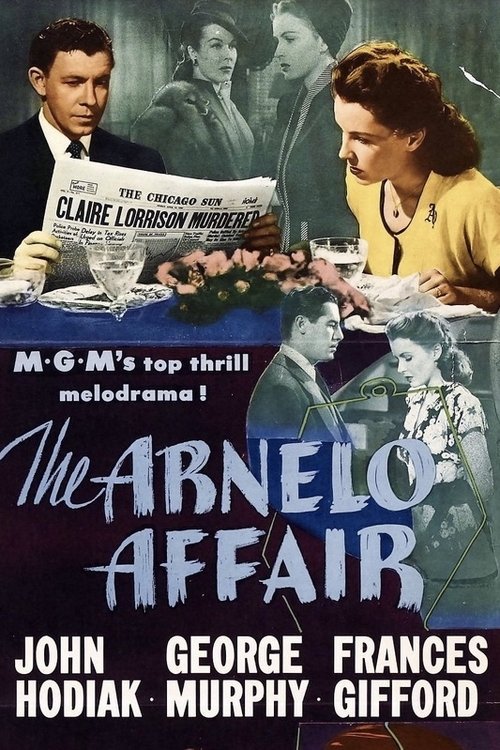 THE CHICAGO SUN
CLAIRE LORRISON MURDERED
M·G·M's top thrill
melodrama!
The ARNELO
AFFAIR
JOHN GEORGE FRANCES
HODIAK · MURPHY · GIFFORD